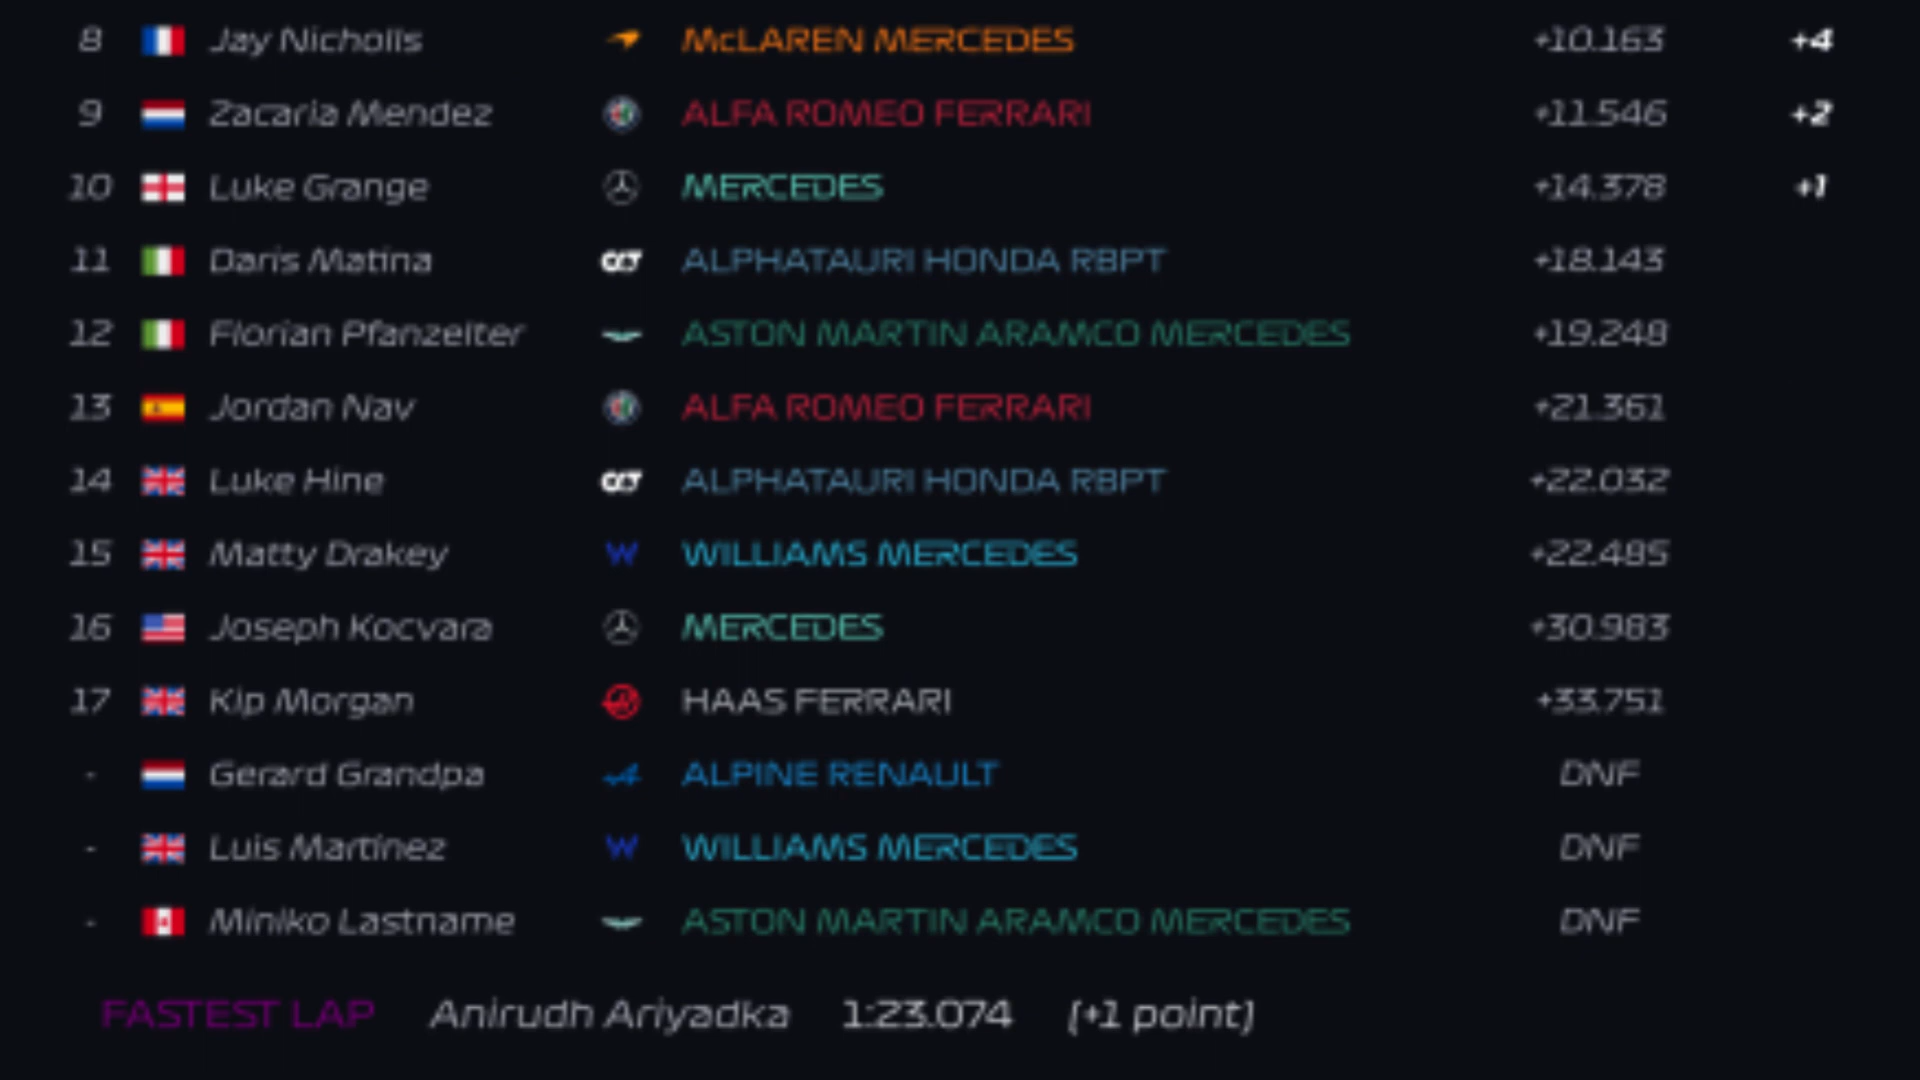 8 Jay Nicholls McLAREN MERCEDES +10.163 +4
9 Zacaria Mendez ALFA ROMEO FERRARI +11.546 +2
10 Luke Grange MERCEDES +14.378 +1
11 Daris Matina ALPHATAURI HONDA RBPT +18.143
12 Florian Pfanzelter ASTON MARTIN ARAMCO MERCEDES +19.248
13 Jordan Nav ALFA ROMEO FERRARI +21.361
14 Luke Hine ALPHATAURI HONDA RBPT +22.032
15 Matty Drakey WILLIAMS MERCEDES +22.485
16 Joseph Kocvara MERCEDES +30.983
17 Kip Morgan HAAS FERRARI +33.751
- Gerard Grandpa ALPINE RENAULT DNF
- Luis Martinez WILLIAMS MERCEDES DNF
- Miniko Lastname ASTON MARTIN ARAMCO MERCEDES DNF
FASTEST LAP Anirudh Ariyadka 1:23.074 (+1 point)